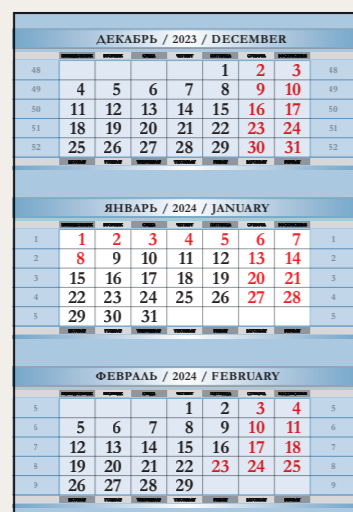 ДЕКАБРЬ / 2023 / DECEMBER
48 1 2 3 48
49 4 5 6 7 8 9 10 49
50 11 12 13 14 15 16 17 50
51 18 19 20 21 22 23 24 51
52 25 26 27 28 29 30 31 52
ЯНВАРЬ / 2024 / JANUARY
1 1 2 3 4 5 6 7 1
2 8 9 10 11 12 13 14 2
3 15 16 17 18 19 20 21 3
4 22 23 24 25 26 27 28 4
5 29 30 31 5
ФЕВРАЛЬ / 2024 / FEBRUARY
5 1 2 3 4 5
6 5 6 7 8 9 10 11 6
7 12 13 14 15 16 17 18 7
8 19 20 21 22 23 24 25 8
9 26 27 28 29 9